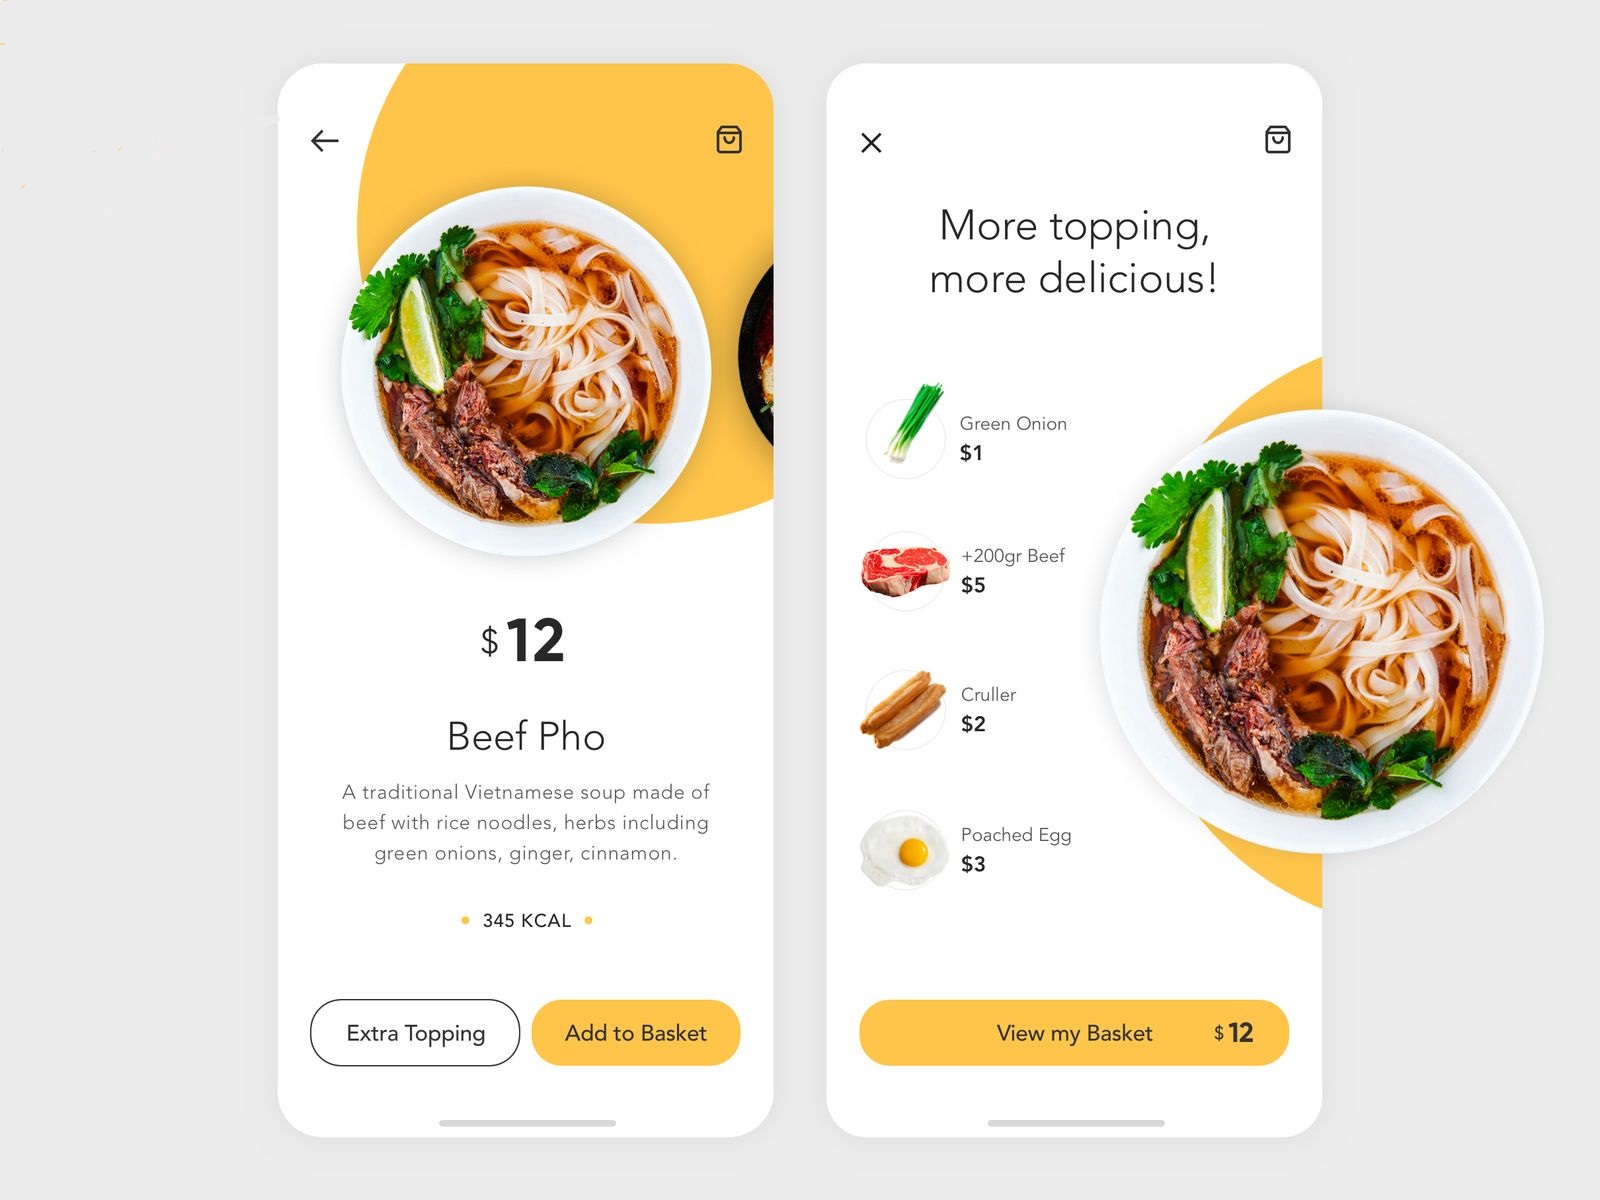 $ 12
Beef Pho
A traditional Vietnamese soup made of
beef with rice noodles, herbs including
green onions, ginger, cinnamon.
345 KCAL
Extra Topping
Add to Basket
More topping,
more delicious!
Green Onion
$1
+200gr Beef
$5
Cruller
$2
Poached Egg
$3
View my Basket
$ 12